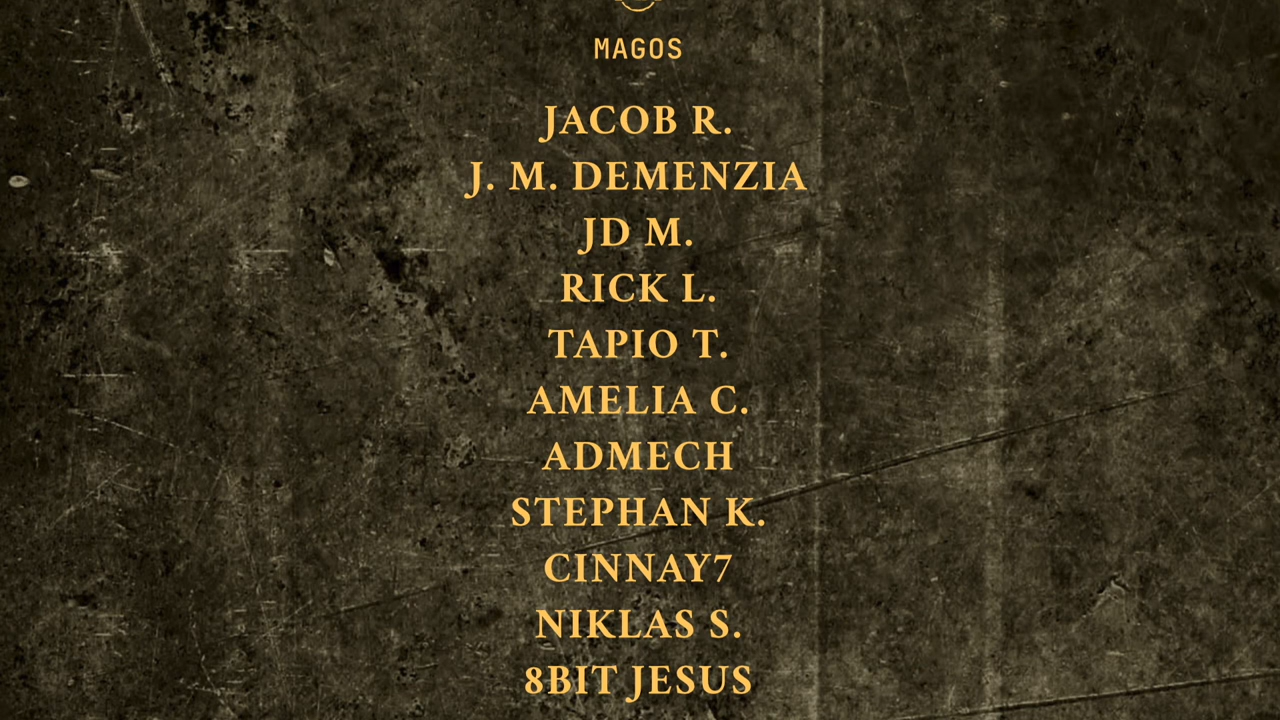 MAGOS
JACOB R.
J. M. DEMENZIA
JD M.
RICK L.
TAPIO T.
AMELIA C.
ADMECH
STEPHAN K.
CINNAY7
NIKLAS S.
8BIT JESUS